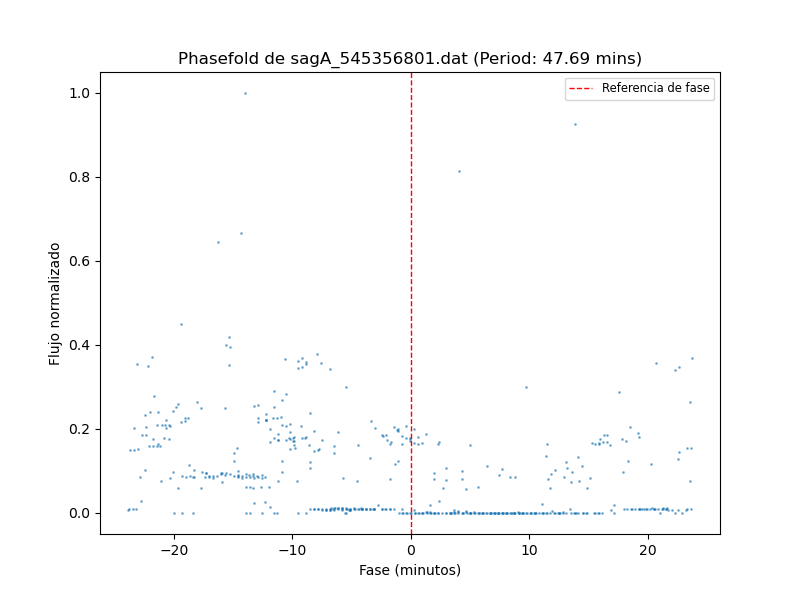 Phasefold de sagA_545356801.dat (Period: 47.69 mins)
Referencia de fase
Flujo normalizado
1.0
0.8
0.6
0.4
0.2
0.0
−20
−10
0
10
20
Fase (minutos)